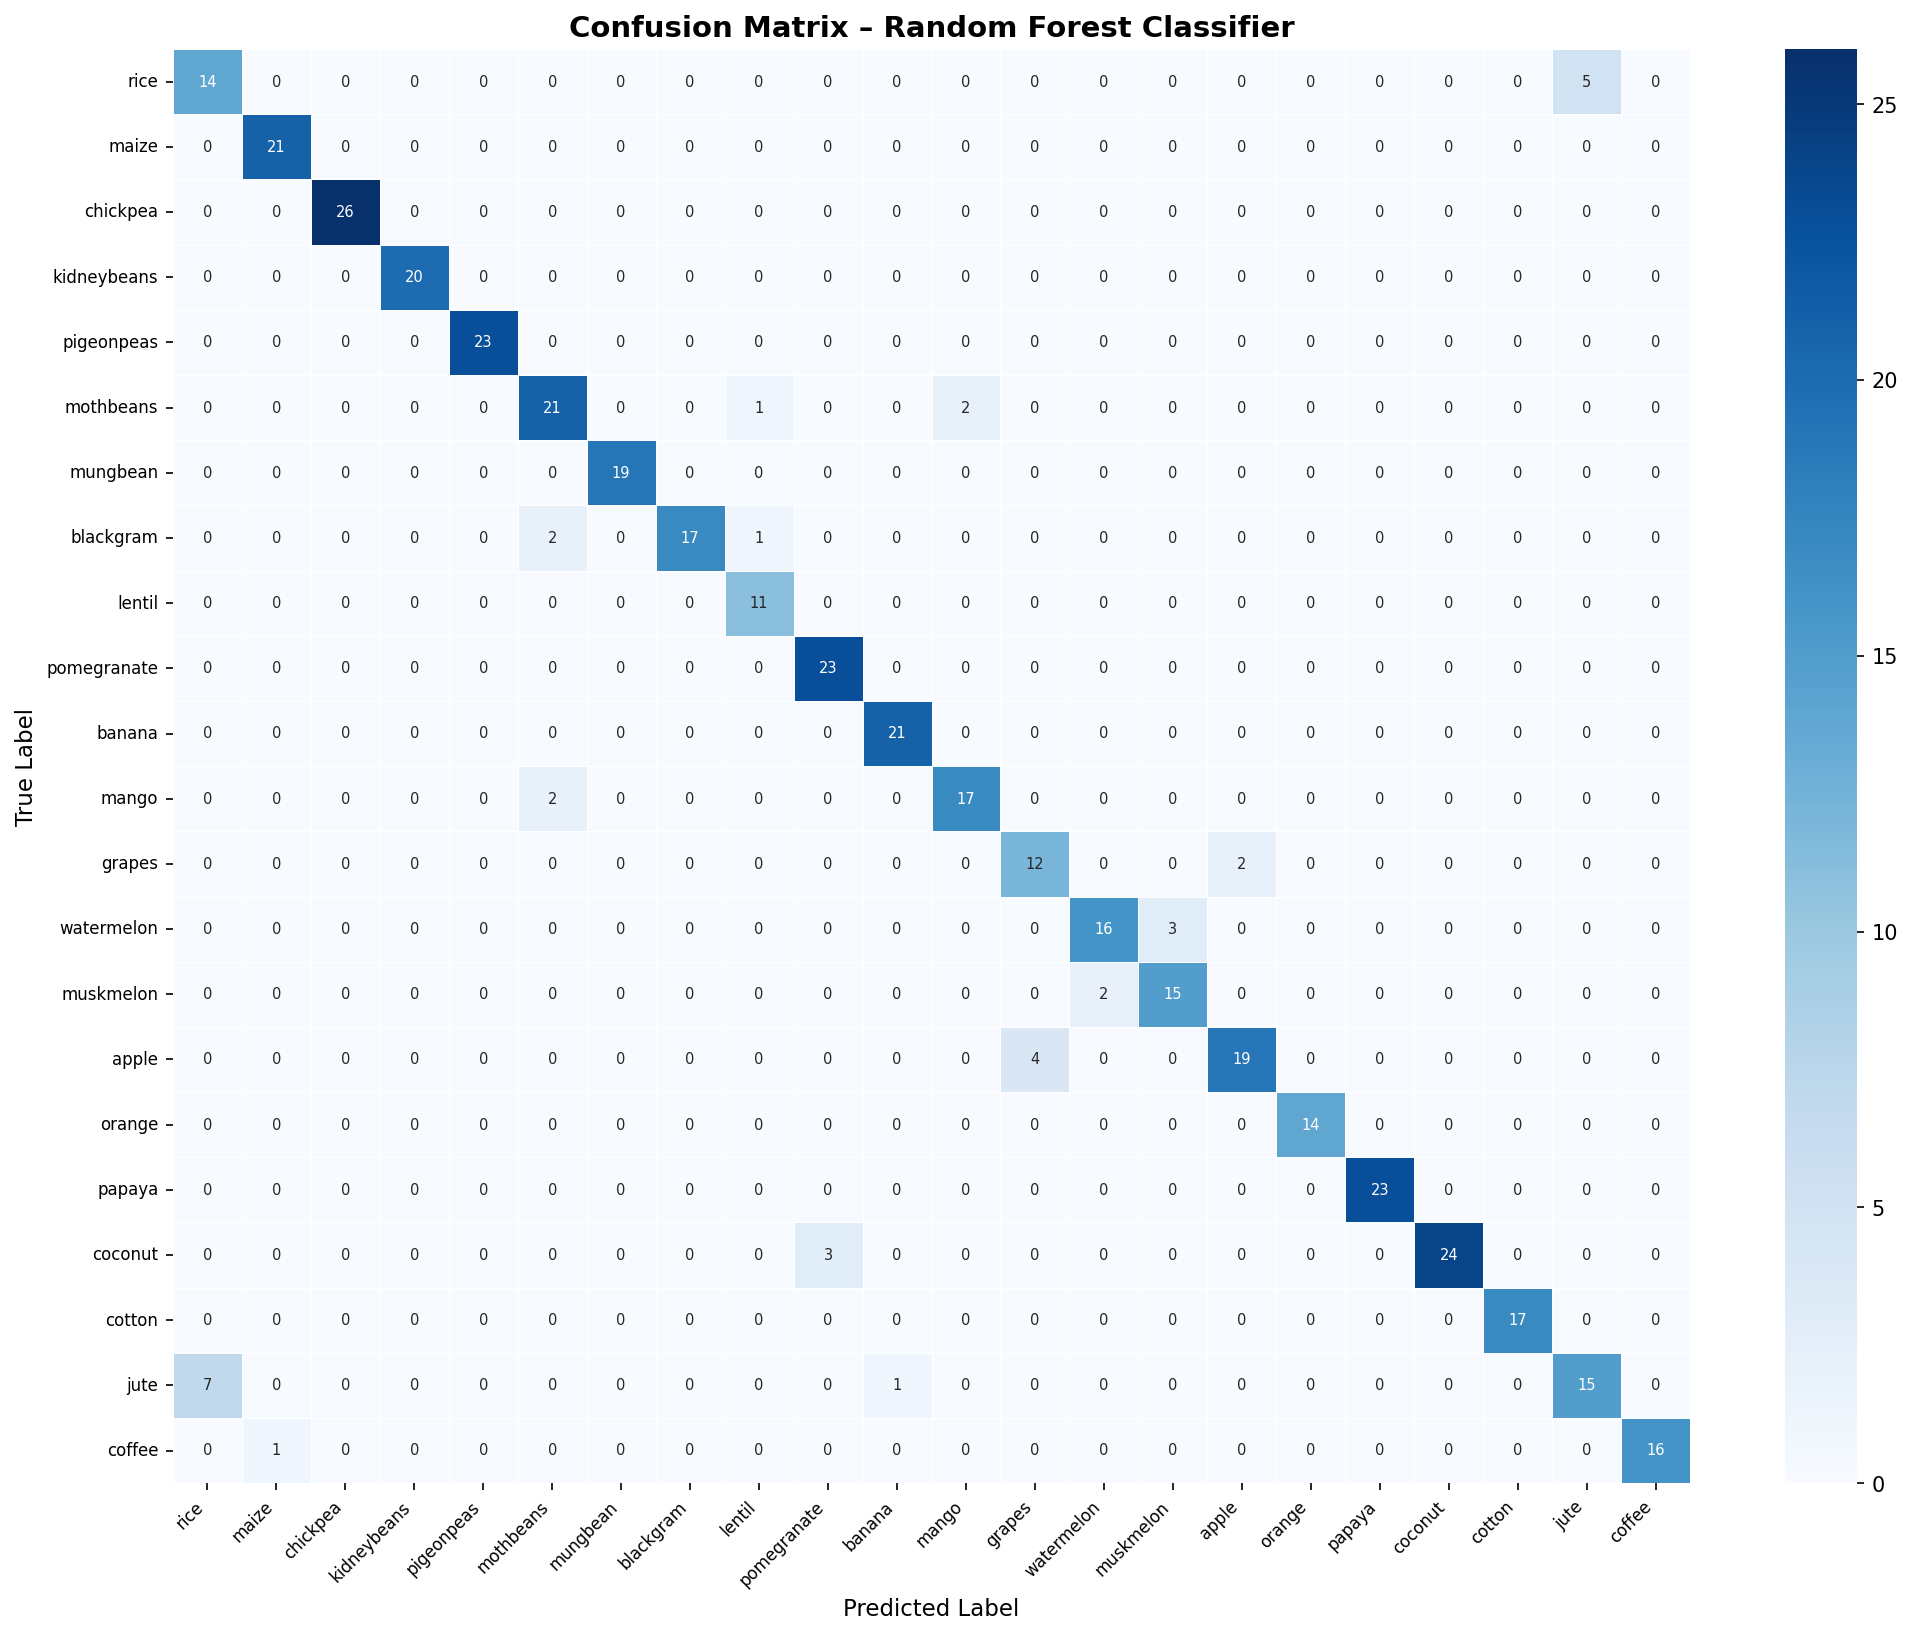 Confusion Matrix – Random Forest Classifier
rice 14 0 0 0 0 0 0 0 0 0 0 0 0 0 0 0 0 0 0 0 5 0
maize 0 21 0 0 0 0 0 0 0 0 0 0 0 0 0 0 0 0 0 0 0 0
chickpea 0 0 26 0 0 0 0 0 0 0 0 0 0 0 0 0 0 0 0 0 0 0
kidneybeans 0 0 0 20 0 0 0 0 0 0 0 0 0 0 0 0 0 0 0 0 0 0
pigeonpeas 0 0 0 0 23 0 0 0 0 0 0 0 0 0 0 0 0 0 0 0 0 0
mothbeans 0 0 0 0 0 21 0 0 1 0 0 2 0 0 0 0 0 0 0 0 0 0
mungbean 0 0 0 0 0 0 19 0 0 0 0 0 0 0 0 0 0 0 0 0 0 0
blackgram 0 0 0 0 0 2 0 17 1 0 0 0 0 0 0 0 0 0 0 0 0 0
lentil 0 0 0 0 0 0 0 0 11 0 0 0 0 0 0 0 0 0 0 0 0 0
pomegranate 0 0 0 0 0 0 0 0 0 23 0 0 0 0 0 0 0 0 0 0 0 0
banana 0 0 0 0 0 0 0 0 0 0 21 0 0 0 0 0 0 0 0 0 0 0
mango 0 0 0 0 0 2 0 0 0 0 0 17 0 0 0 0 0 0 0 0 0 0
grapes 0 0 0 0 0 0 0 0 0 0 0 0 12 0 0 2 0 0 0 0 0 0
watermelon 0 0 0 0 0 0 0 0 0 0 0 0 0 16 3 0 0 0 0 0 0 0
muskmelon 0 0 0 0 0 0 0 0 0 0 0 0 0 2 15 0 0 0 0 0 0 0
apple 0 0 0 0 0 0 0 0 0 0 0 0 4 0 0 19 0 0 0 0 0 0
orange 0 0 0 0 0 0 0 0 0 0 0 0 0 0 0 0 14 0 0 0 0 0
papaya 0 0 0 0 0 0 0 0 0 0 0 0 0 0 0 0 0 23 0 0 0 0
coconut 0 0 0 0 0 0 0 0 0 3 0 0 0 0 0 0 0 0 24 0 0 0
cotton 0 0 0 0 0 0 0 0 0 0 0 0 0 0 0 0 0 0 0 17 0 0
jute 7 0 0 0 0 0 0 0 0 0 1 0 0 0 0 0 0 0 0 0 15 0
coffee 0 1 0 0 0 0 0 0 0 0 0 0 0 0 0 0 0 0 0 0 0 16
rice maize chickpea kidneybeans pigeonpeas mothbeans mungbean blackgram lentil pomegranate banana mango grapes watermelon muskmelon apple orange papaya coconut cotton jute coffee
Predicted Label
True Label
25
20
15
10
5
0